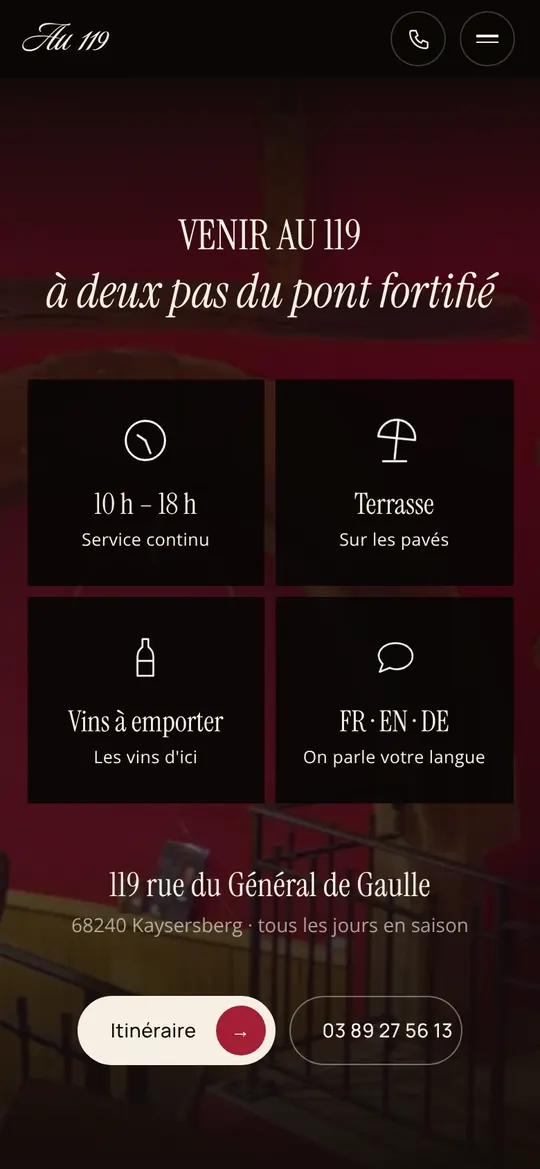 Au 119
VENIR AU 119
à deux pas du pont fortifié
10 h – 18 h
Service continu
Terrasse
Sur les pavés
Vins à emporter
Les vins d'ici
FR · EN · DE
On parle votre langue
119 rue du Général de Gaulle
68240 Kaysersberg · tous les jours en saison
Itinéraire →
03 89 27 56 13